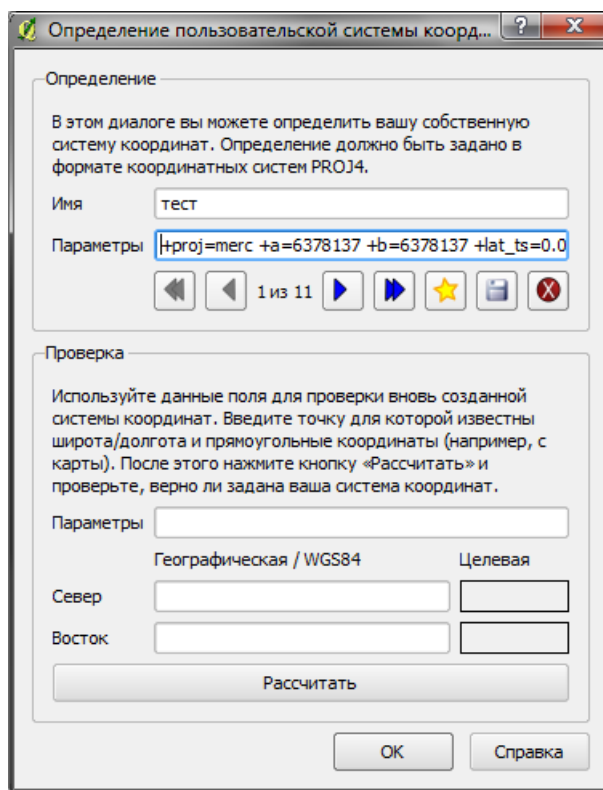 Определение пользовательской системы коорд...
Определение
В этом диалоге вы можете определить вашу собственную
систему координат. Определение должно быть задано в
формате координатных систем PROJ4.
Имя тест
Параметры +proj=merc +a=6378137 +b=6378137 +lat_ts=0.0
1 из 11
Проверка
Используйте данные поля для проверки вновь созданной
системы координат. Введите точку для которой известны
широта/долгота и прямоугольные координаты (например, с
карты). После этого нажмите кнопку «Рассчитать» и
проверьте, верно ли задана ваша система координат.
Параметры
Географическая / WGS84 Целевая
Север
Восток
Рассчитать
ОК Справка